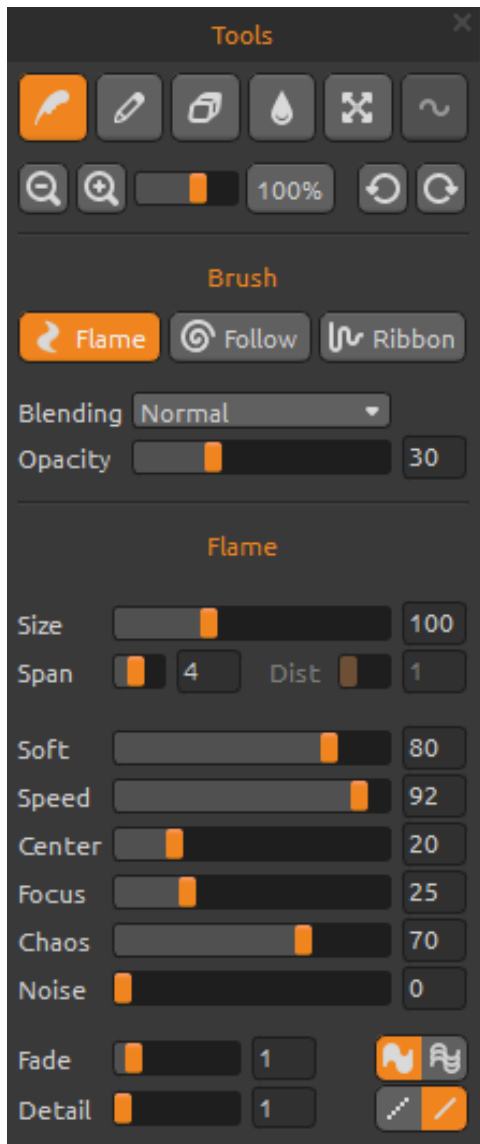 Tools
100%
Brush
Flame Follow Ribbon
Blending Normal
Opacity 30
Flame
Size 100
Span 4 Dist 1
Soft 80
Speed 92
Center 20
Focus 25
Chaos 70
Noise 0
Fade 1
Detail 1